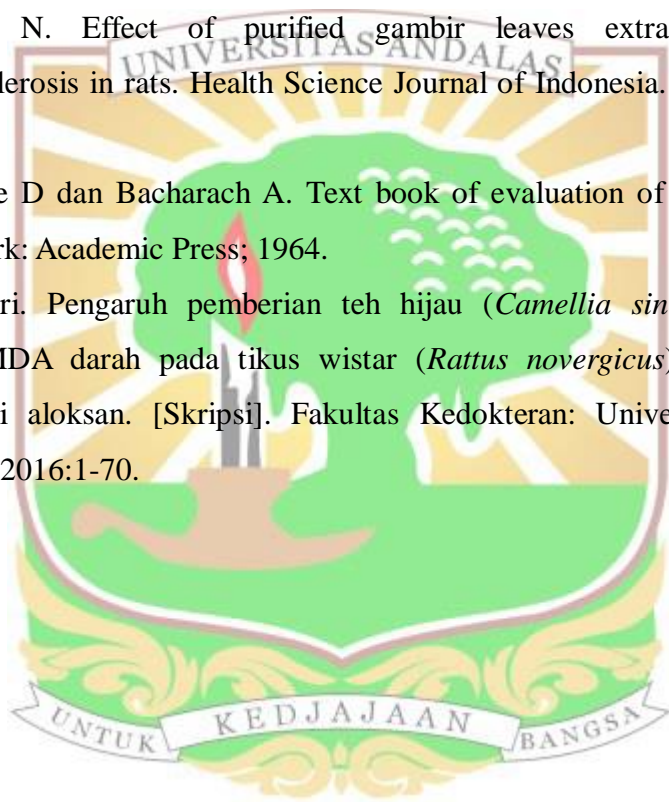 N. Effect of purified gambir leaves extra
UNIVERSITAS ANDALAS
lerosis in rats. Health Science Journal of Indonesia.
e D dan Bacharach A. Text book of evaluation of
rk: Academic Press; 1964.
ri. Pengaruh pemberian teh hijau (Camellia sin
MDA darah pada tikus wistar (Rattus novergicus)
i aloksan. [Skripsi]. Fakultas Kedokteran: Unive
2016:1-70.
UNTUK KEDJAJAAN BANGSA